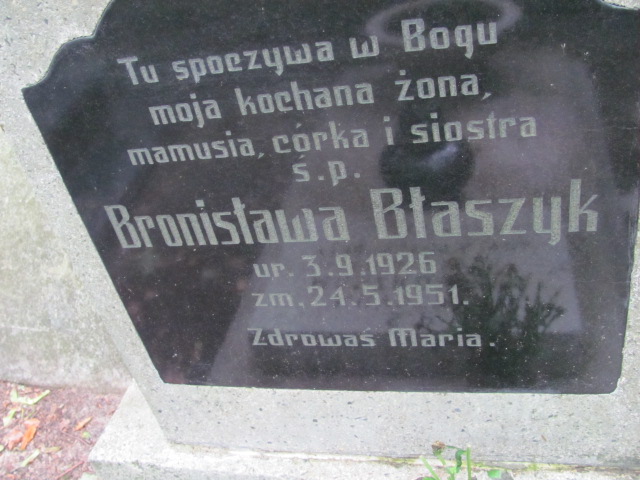 Tu spoczywa w Bogu
moja kochana żona,
mamusia, córka i siostra
ś.p.
Bronisława Błaszyk
ur. 3.9.1926
zm. 24.5.1951.
Zdrowaś Maria.